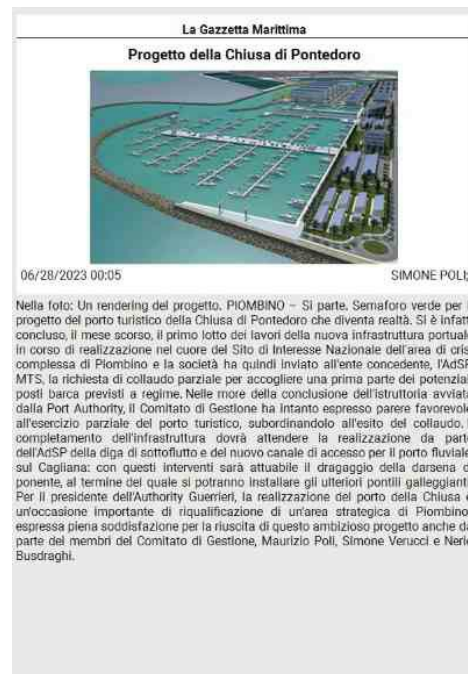 La Gazzetta Marittima
Progetto della Chiusa di Pontedoro
06/28/2023 00:05 SIMONE POLI;
Nella foto: Un rendering del progetto. PIOMBINO – Si parte. Semaforo verde per
progetto del porto turistico della Chiusa di Pontedoro che diventa realtà. Si è infatt
concluso, il mese scorso, il primo lotto dei lavori della nuova infrastruttura portual
in corso di realizzazione nel cuore del Sito di Interesse Nazionale dell'area di cris
complessa di Piombino e la società ha quindi inviato all'ente concedente, l'AdSP
MTS, la richiesta di collaudo parziale per accogliere una prima parte dei potenzial
posti barca previsti a regime. Nelle more della conclusione dell'istruttoria avviat
dalla Port Authority, il Comitato di Gestione ha intanto espresso parere favorevol
all'esercizio parziale del porto turistico, subordinandolo all'esito del collaudo.
completamento dell'infrastruttura dovrà attendere la realizzazione da part
dell'AdSP della diga di sottoflutto e del nuovo canale di accesso per il porto fluvial
sul Cagliana: con questi interventi sarà attuabile il dragaggio della darsena d
ponente, al termine del quale si potranno installare gli ulteriori pontili galleggiant
Per il presidente dell'Authority Guerrieri, la realizzazione del porto della Chiusa è
un'occasione importante di riqualificazione di un'area strategica di Piombino
espressa piena soddisfazione per la riuscita di questo ambizioso progetto anche da
parte dei membri del Comitato di Gestione, Maurizio Poli, Simone Verucci e Neri
Busdraghi.